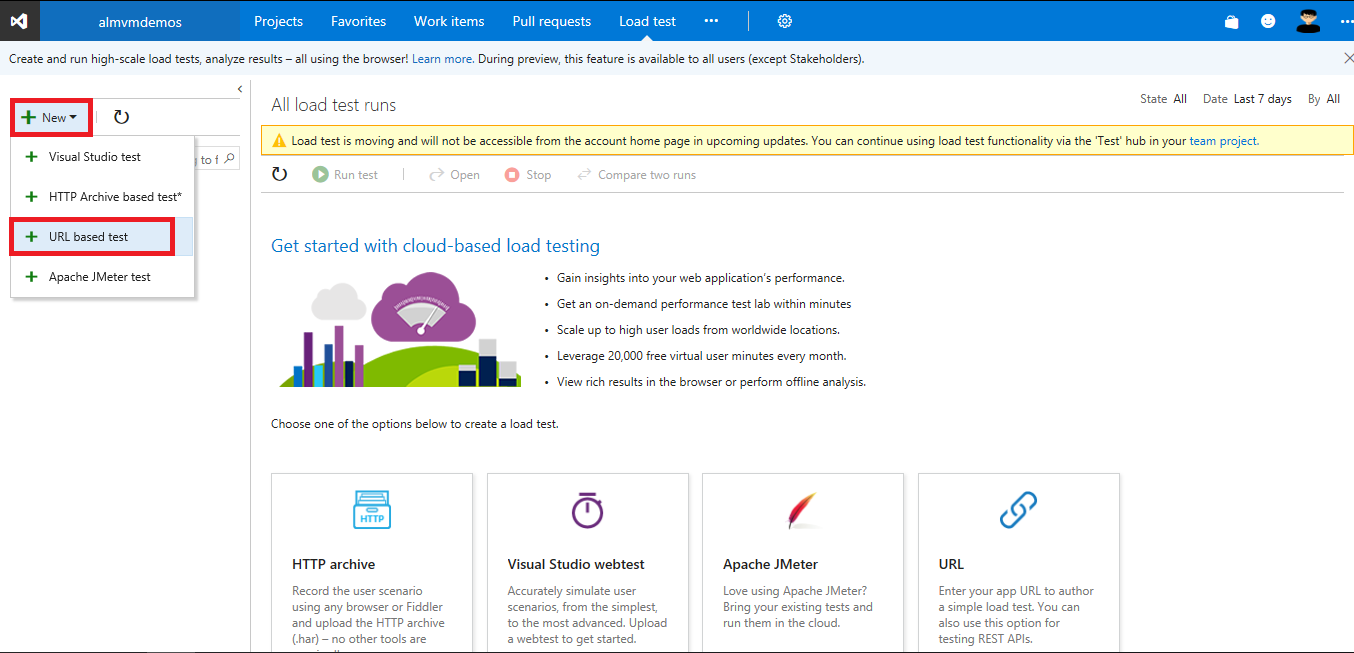 almvmdemos Projects Favorites Work items Pull requests Load test ...
Create and run high-scale load tests, analyze results – all using the browser! Learn more. During preview, this feature is available to all users (except Stakeholders).
New
Visual Studio test
to f
HTTP Archive based test*
URL based test
Apache JMeter test
All load test runs
State All Date Last 7 days By All
Load test is moving and will not be accessible from the account home page in upcoming updates. You can continue using load test functionality via the 'Test' hub in your team project.
Run test Open Stop Compare two runs
Get started with cloud-based load testing
• Gain insights into your web application's performance.
• Get an on-demand performance test lab within minutes
• Scale up to high user loads from worldwide locations.
• Leverage 20,000 free virtual user minutes every month.
• View rich results in the browser or perform offline analysis.
Choose one of the options below to create a load test.
HTTP
HTTP archive
Record the user scenario
using any browser or Fiddler
and upload the HTTP archive
(.har) – no other tools are
Visual Studio webtest
Accurately simulate user
scenarios, from the simplest,
to the most advanced. Upload
a webtest to get started.
Apache JMeter
Love using Apache JMeter?
Bring your existing tests and
run them in the cloud.
URL
Enter your app URL to author
a simple load test. You can
also use this option for
testing REST APIs.